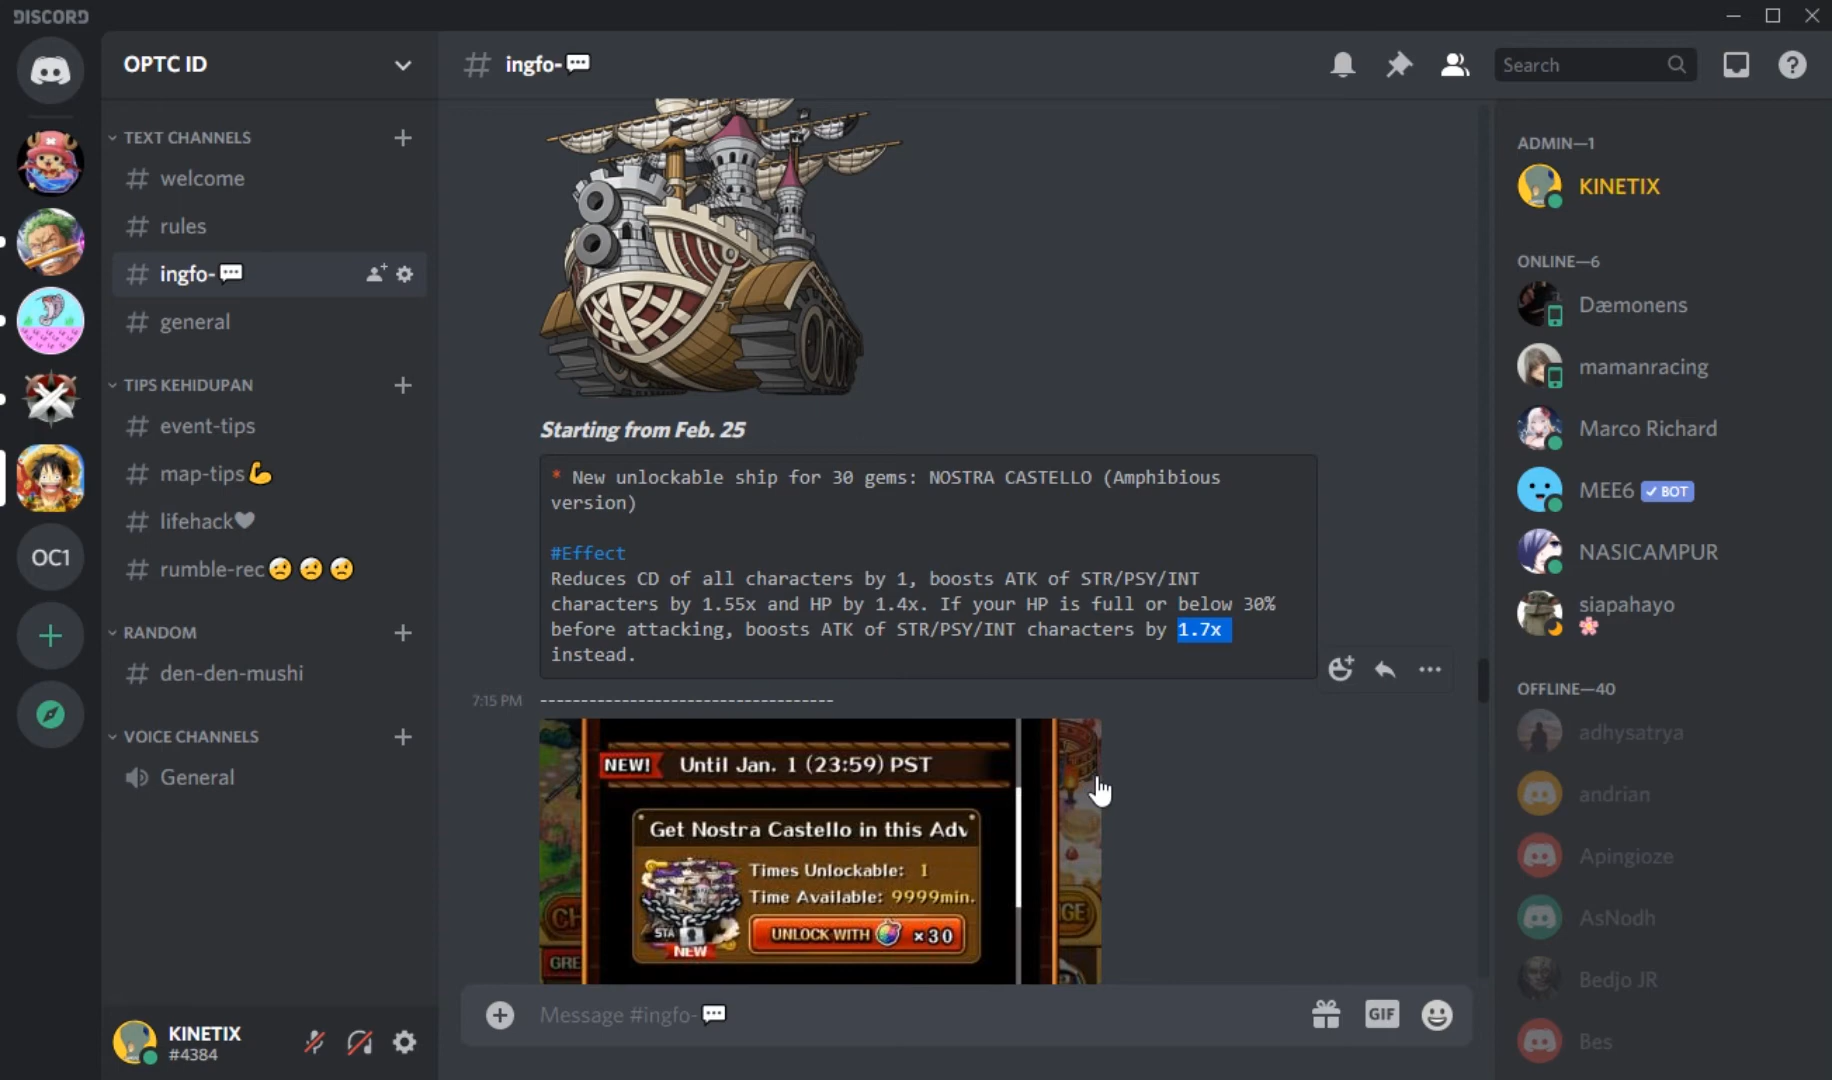 DISCORD
OPTC ID
TEXT CHANNELS
# welcome
# rules
# ingfo-💬
# general
TIPS KEHIDUPAN
# event-tips
# map-tips💪
# lifehack🖤
# rumble-rec🤕🤕🤕
RANDOM
# den-den-mushi
VOICE CHANNELS
General
OC1
KINETIX
#4384
# ingfo-💬
Search
Starting from Feb. 25
* New unlockable ship for 30 gems: NOSTRA CASTELLO (Amphibious
version)
#Effect
Reduces CD of all characters by 1, boosts ATK of STR/PSY/INT
characters by 1.55x and HP by 1.4x. If your HP is full or below 30%
before attacking, boosts ATK of STR/PSY/INT characters by 1.7x
instead.
7:15 PM ------------------------------------
NEW! Until Jan. 1 (23:59) PST
Get Nostra Castello in this Adv
Times Unlockable: 1
Time Available: 9999min.
UNLOCK WITH ×30
STA
NEW
CH
GE
GRE
Message #ingfo-💬
GIF
ADMIN—1
KINETIX
ONLINE—6
Dæmonens
mamanracing
Marco Richard
MEE6 ✓ BOT
NASICAMPUR
siapahayo
🌸
OFFLINE—40
adhysatrya
andrian
Apingioze
AsNodh
Bedjo JR
Bes